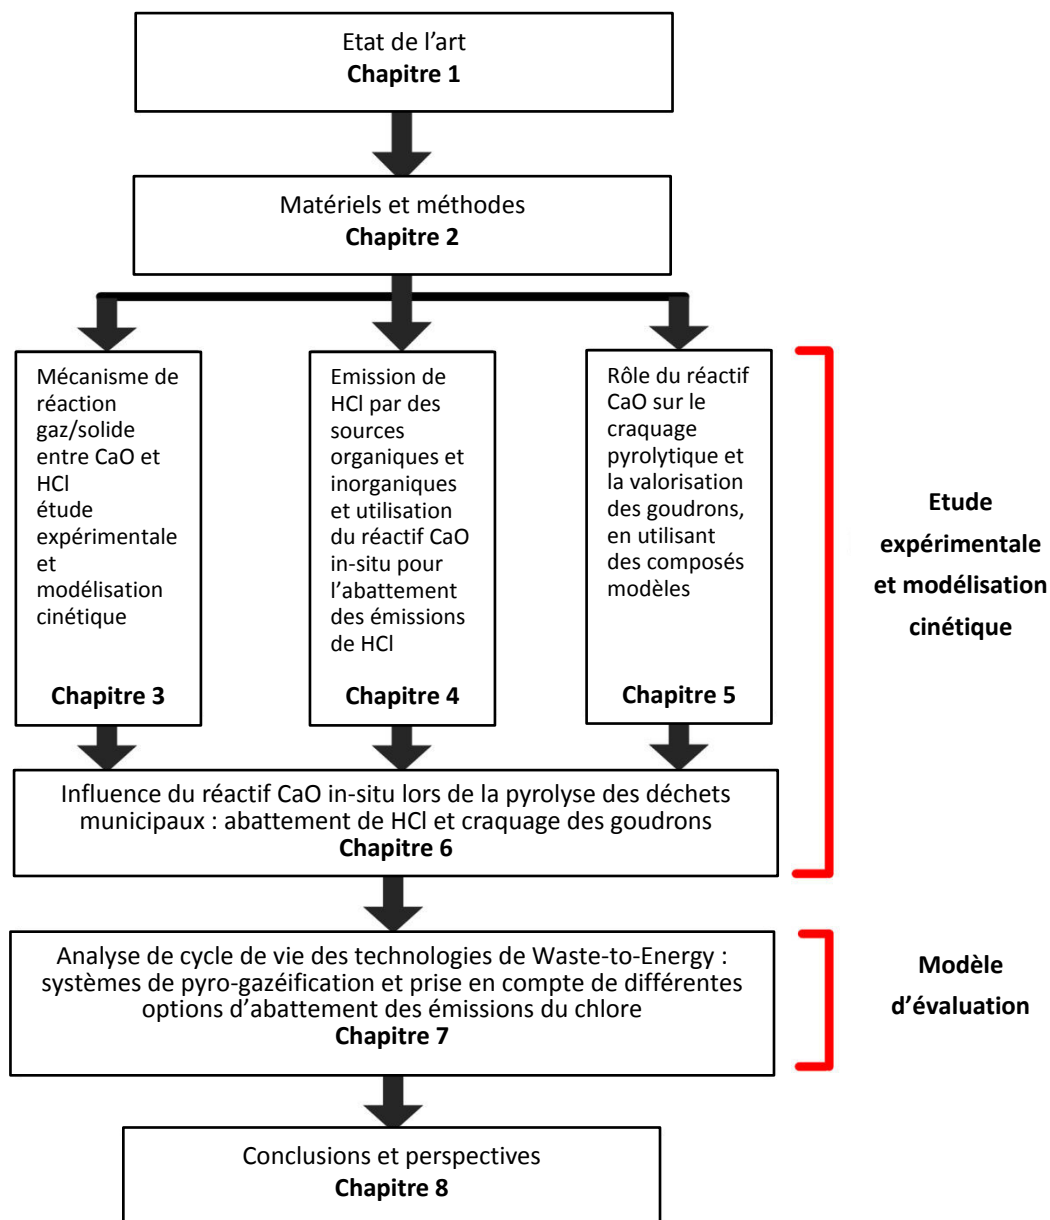 Etat de l'art
Chapitre 1
Matériels et méthodes
Chapitre 2
Mécanisme de
réaction
gaz/solide
entre CaO et
HCl
étude
expérimentale
et
modélisation
cinétique
Chapitre 3
Emission de
HCl par des
sources
organiques et
inorganiques
et utilisation
du réactif CaO
in-situ pour
l'abattement
des émissions
de HCl
Chapitre 4
Rôle du réactif
CaO sur le
craquage
pyrolytique et
la valorisation
des goudrons,
en utilisant
des composés
modèles
Chapitre 5
Etude
expérimentale
et modélisation
cinétique
Influence du réactif CaO in-situ lors de la pyrolyse des déchets
municipaux : abattement de HCl et craquage des goudrons
Chapitre 6
Analyse de cycle de vie des technologies de Waste-to-Energy :
systèmes de pyro-gazéification et prise en compte de différentes
options d'abattement des émissions du chlore
Chapitre 7
Modèle
d'évaluation
Conclusions et perspectives
Chapitre 8